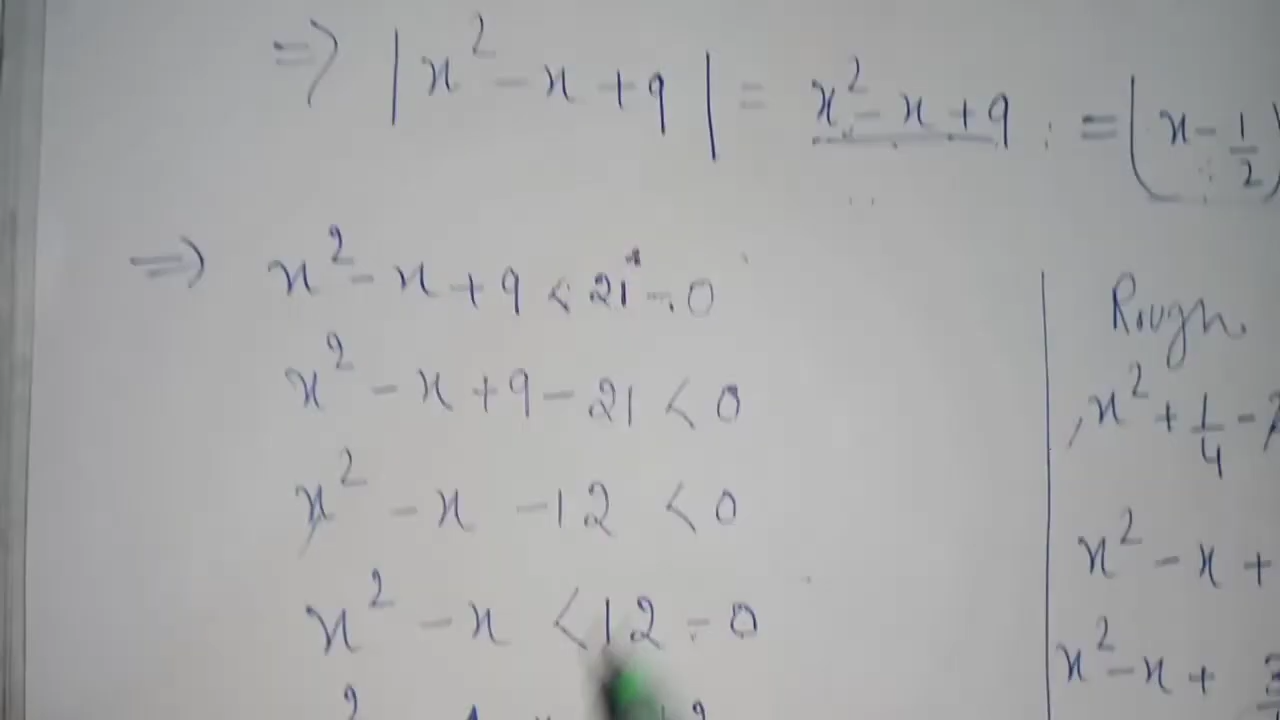 ⇒ |x² - x + 9| = x² - x + 9 = (x - 1/2)
⇒ x² - x + 9 < 21 - 0
x² - x + 9 - 21 < 0
x² - x - 12 < 0
x² - x < 12 - 0
Rough
x² + 1/4 -
x² - x +
x² - x +